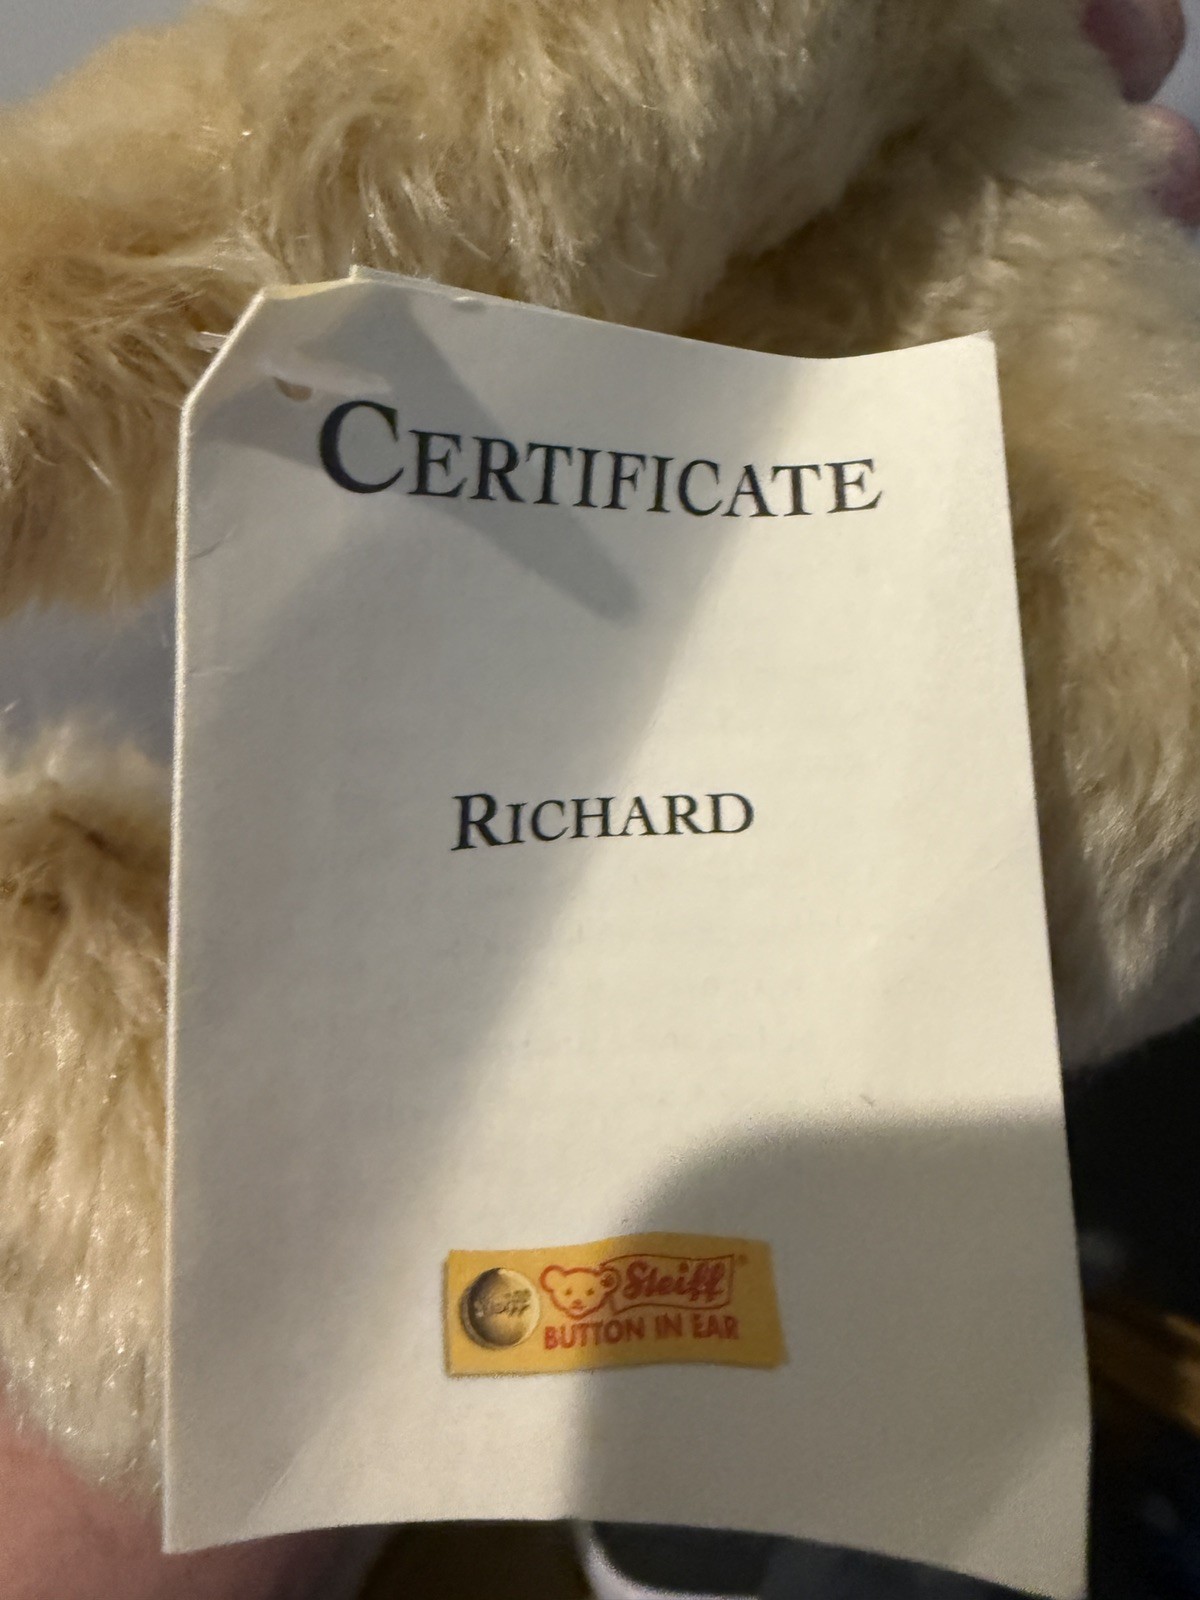 CERTIFICATE
RICHARD
Steiff®
BUTTON IN EAR